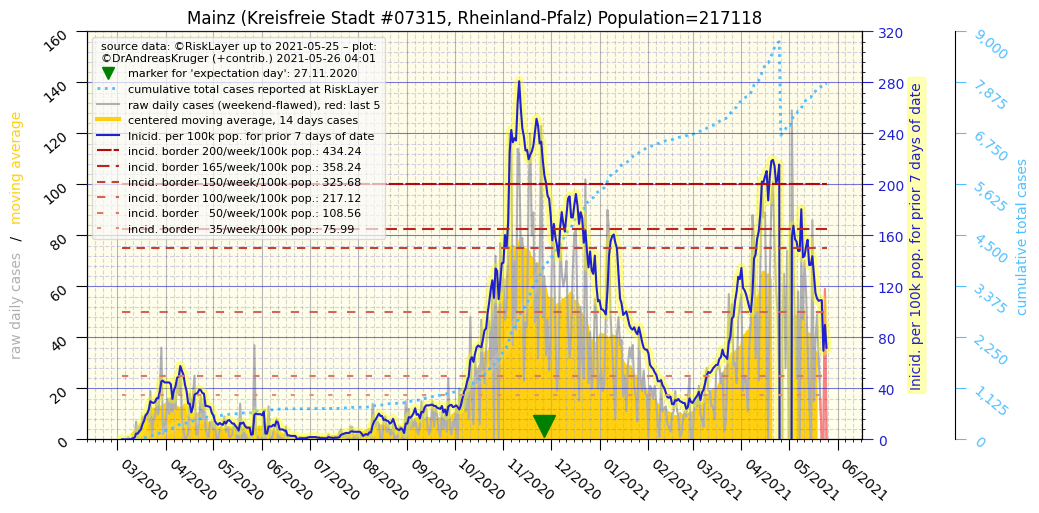 Mainz (Kreisfreie Stadt #07315, Rheinland-Pfalz) Population=217118
source data: ©RiskLayer up to 2021-05-25 – plot:
©DrAndreasKruger (+contrib.) 2021-05-26 04:01
marker for 'expectation day': 27.11.2020
cumulative total cases reported at RiskLayer
raw daily cases (weekend-flawed), red: last 5
centered moving average, 14 days cases
Inicid. per 100k pop. for prior 7 days of date
incid. border 200/week/100k pop.: 434.24
incid. border 165/week/100k pop.: 358.24
incid. border 150/week/100k pop.: 325.68
incid. border 100/week/100k pop.: 217.12
incid. border 50/week/100k pop.: 108.56
incid. border 35/week/100k pop.: 75.99
raw daily cases / moving average
160
140
120
100
80
60
40
20
0
03/2020
04/2020
05/2020
06/2020
07/2020
08/2020
09/2020
10/2020
11/2020
12/2020
01/2021
02/2021
03/2021
04/2021
05/2021
06/2021
320
280
240
200
160
120
80
40
0
Inicid. per 100k pop. for prior 7 days of date
9,000
7,875
6,750
5,625
4,500
3,375
2,250
1,125
0
cumulative total cases